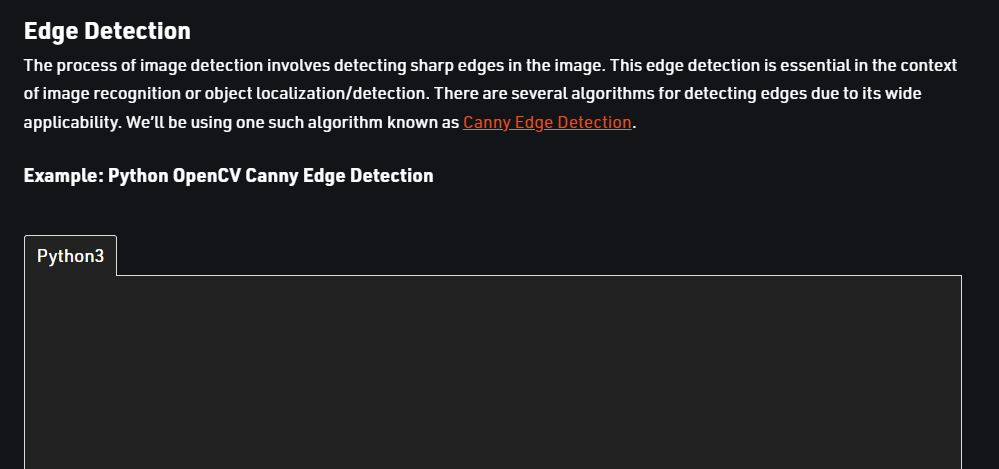 Edge Detection
The process of image detection involves detecting sharp edges in the image. This edge detection is essential in the context
of image recognition or object localization/detection. There are several algorithms for detecting edges due to its wide
applicability. We’ll be using one such algorithm known as Canny Edge Detection.
Example: Python OpenCV Canny Edge Detection
Python3